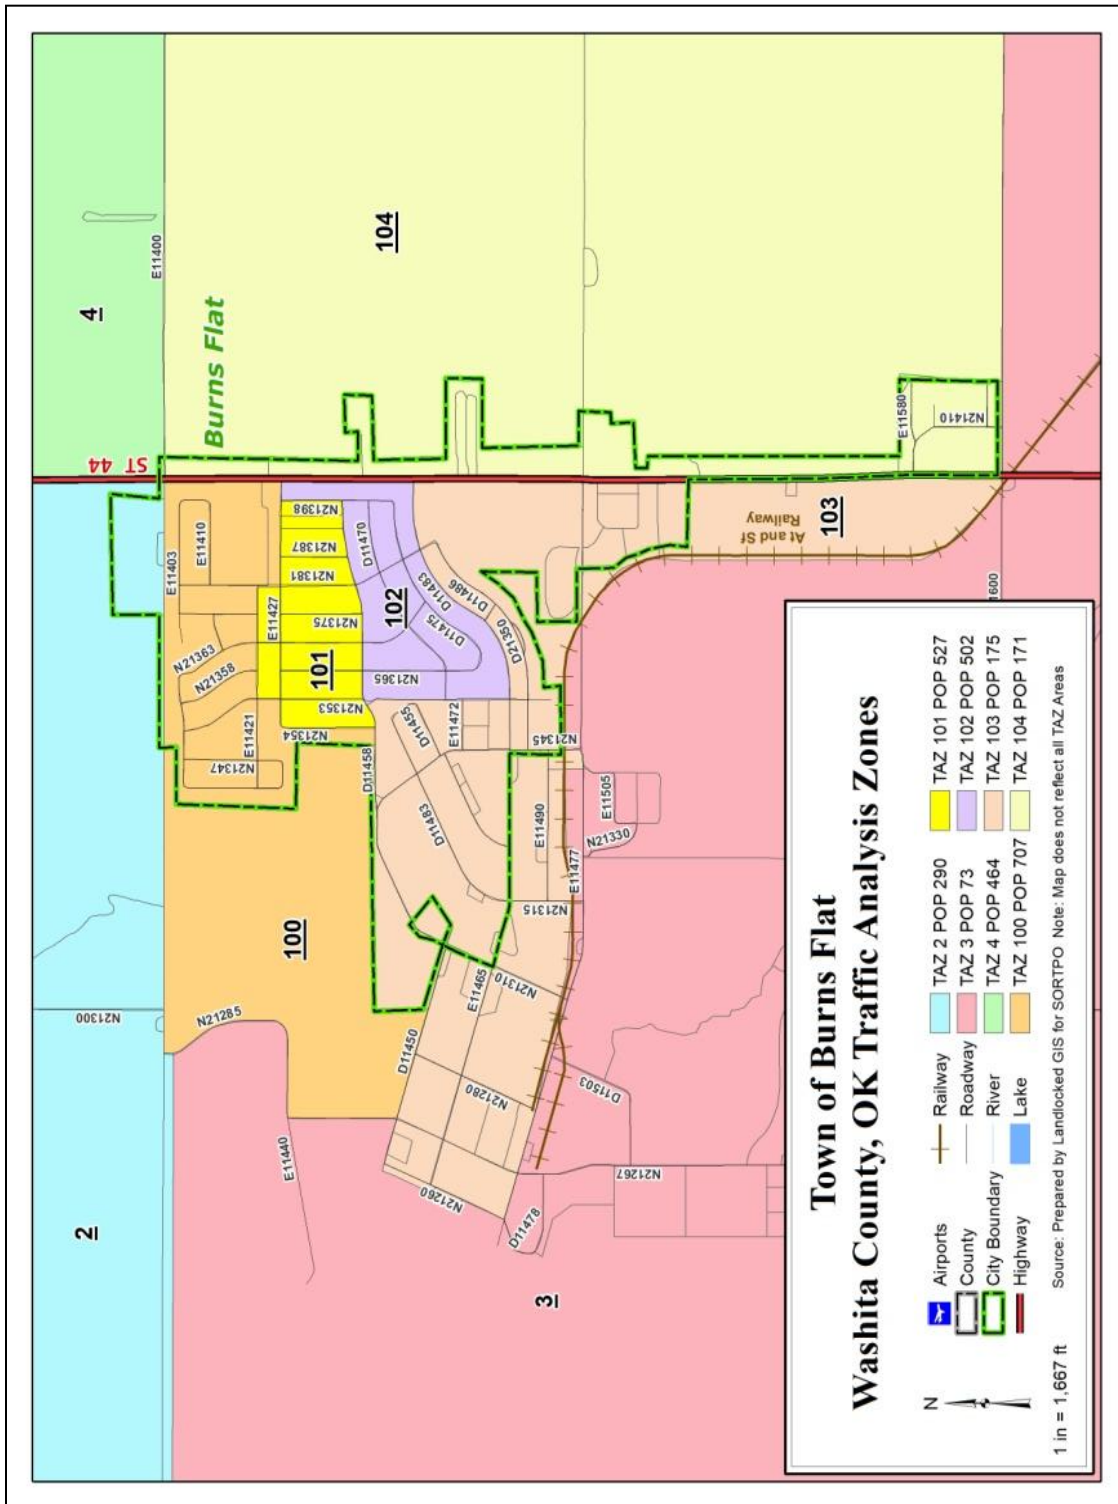 4
E11400
Burns Flat
104
ST 44
E11580
N21410
E11403
E11410
N21398
N21387
N21381
D11470
E11427
N21375
102
D11483
D11486
D11475
D21350
N21363
N21358
101
N21365
N21353
N21354
E11421
N21347
D11455
E11472
N21345
D11458
D11483
E11490
E11505
N21330
E11477
N21315
At and Sf
Railway
103
1600
100
N21300
N21285
E11465
N21310
D11450
N21280
D11503
E11440
N21260
N21267
D11478
2
3
Town of Burns Flat
Washita County, OK Traffic Analysis Zones
N
Airports
County
City Boundary
Highway
Railway
Roadway
River
Lake
TAZ 2 POP 290
TAZ 3 POP 73
TAZ 4 POP 464
TAZ 100 POP 707
TAZ 101 POP 527
TAZ 102 POP 502
TAZ 103 POP 175
TAZ 104 POP 171
1 in = 1,667 ft
Source: Prepared by Landlocked GIS for SORTPO Note: Map does not reflect all TAZ Areas